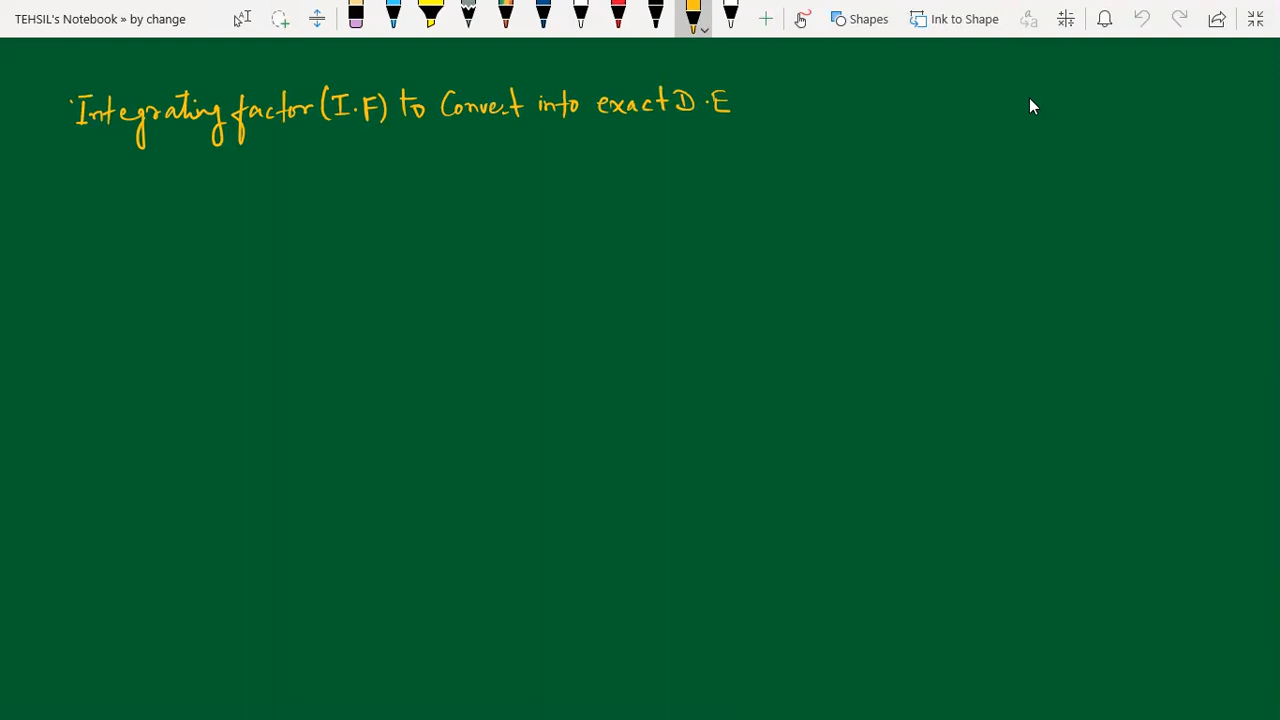 TEHSIL's Notebook » by change
Shapes
Ink to Shape
Integrating factor (I.F) to Convert into exact D.E